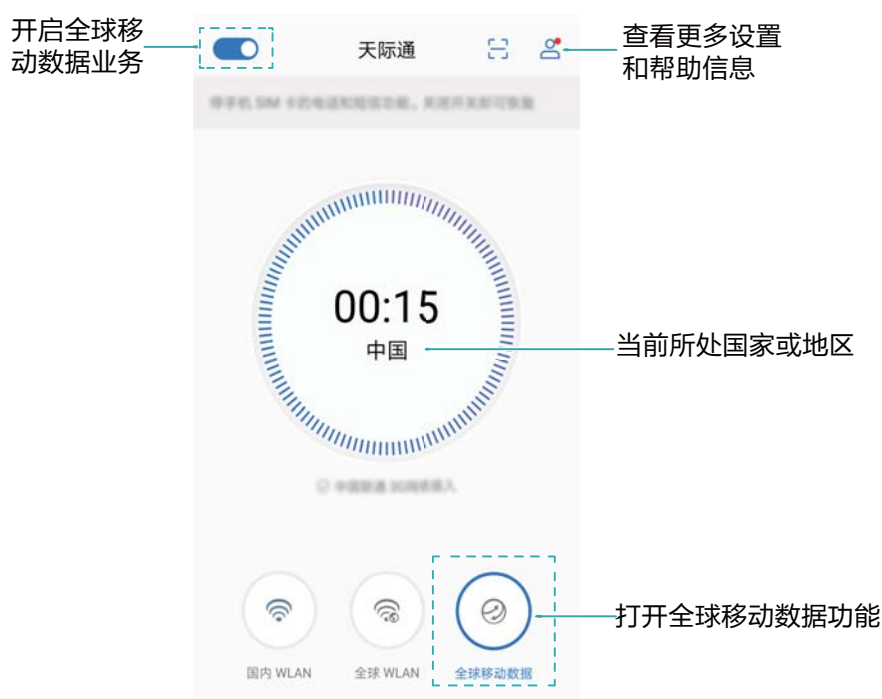 开启全球移
动数据业务
天际通
查看更多设置
和帮助信息
00:15
中国
当前所处国家或地区
打开全球移动数据功能
国内 WLAN
全球 WLAN
全球移动数据